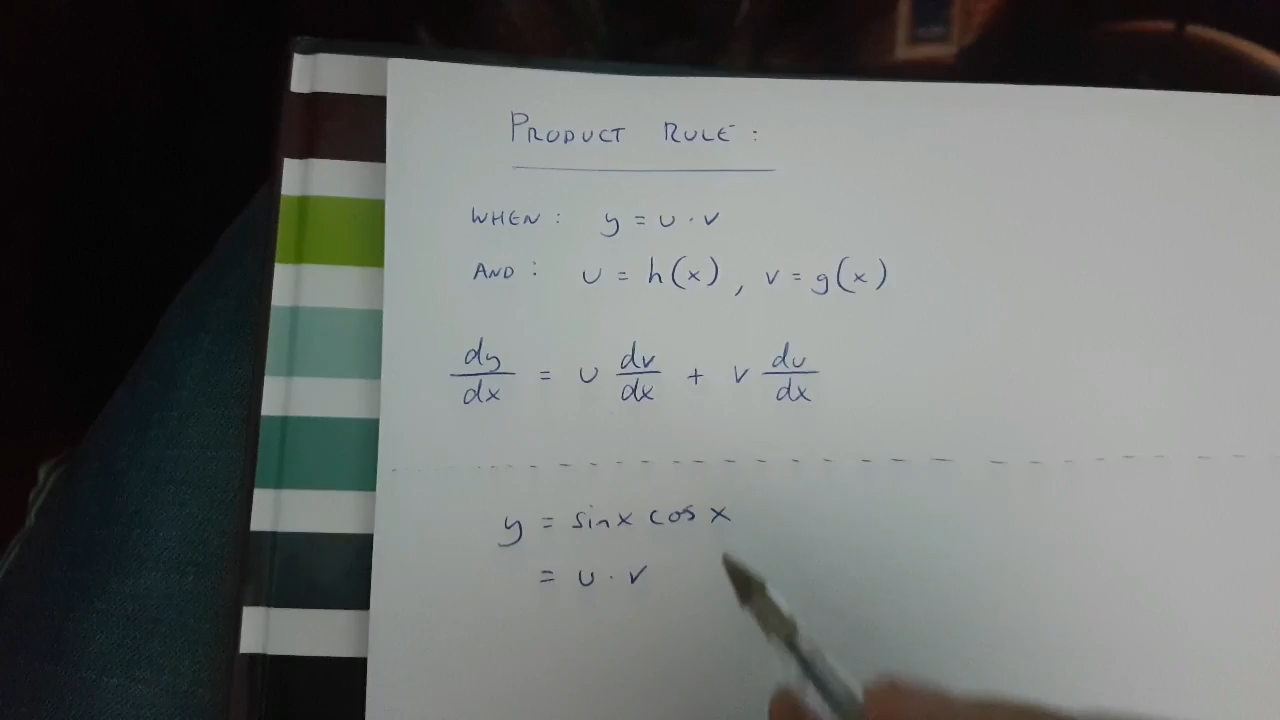 PRODUCT RULE:
WHEN: y = u · v
AND: u = h(x), v = g(x)
dy/dx = u dv/dx + v du/dx
y = sinx cos x
= u · v